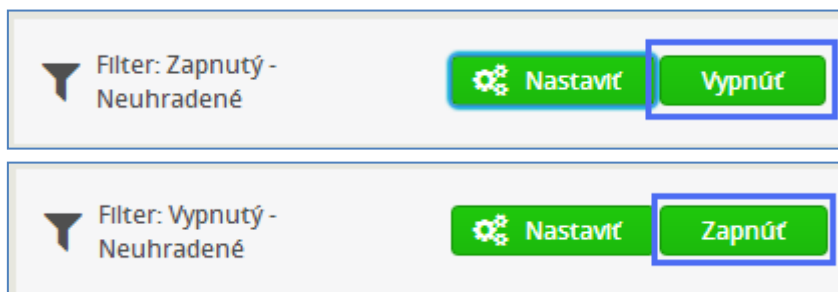 Filter: Zapnutý -
Neuhradené
Nastaviť
Vypnúť
Filter: Vypnutý -
Neuhradené
Nastaviť
Zapnúť